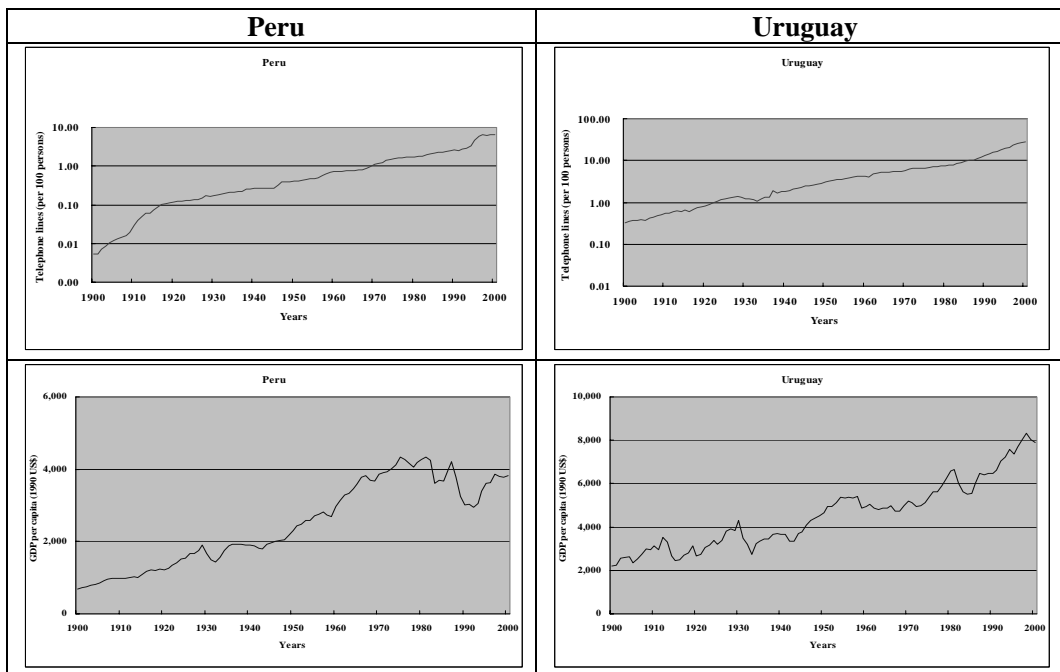 Peru
Uruguay
Peru
Telephone lines (per 100 persons)
10.00
1.00
0.10
0.01
0.00
1900 1910 1920 1930 1940 1950 1960 1970 1980 1990 2000
Years
Uruguay
Telephone lines (per 100 persons)
100.00
10.00
1.00
0.10
0.01
1900 1910 1920 1930 1940 1950 1960 1970 1980 1990 2000
Years
Peru
GDP per capita (1990 US$)
6,000
4,000
2,000
0
1900 1910 1920 1930 1940 1950 1960 1970 1980 1990 2000
Years
Uruguay
GDP per capita (1990 US$)
10,000
8,000
6,000
4,000
2,000
0
1900 1910 1920 1930 1940 1950 1960 1970 1980 1990 2000
Years